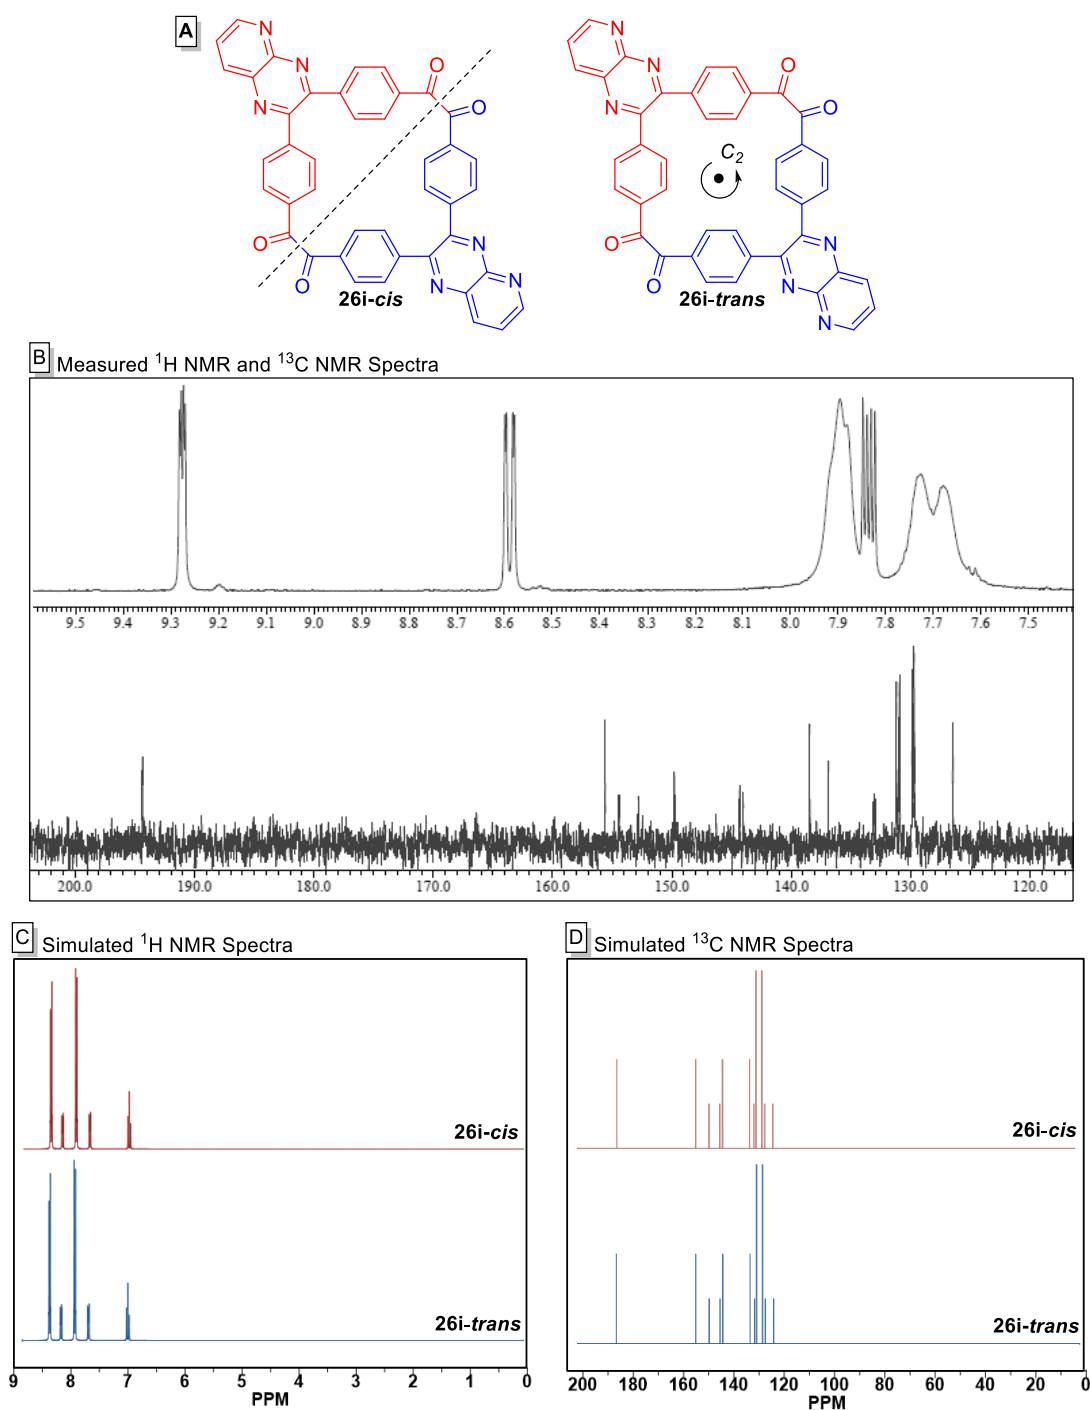 A
N
N
N
O
O
O
O
N
N
N
26i-cis
N
N
N
C2
O
O
O
O
N
N
N
26i-trans
B Measured 1H NMR and 13C NMR Spectra
9.5 9.4 9.3 9.2 9.1 9.0 8.9 8.8 8.7 8.6 8.5 8.4 8.3 8.2 8.1 8.0 7.9 7.8 7.7 7.6 7.5
200.0 190.0 180.0 170.0 160.0 150.0 140.0 130.0 120.0
C Simulated 1H NMR Spectra
26i-cis
26i-trans
9 8 7 6 5 4 3 2 1 0
PPM
D Simulated 13C NMR Spectra
26i-cis
26i-trans
200 180 160 140 120 100 80 60 40 20 0
PPM